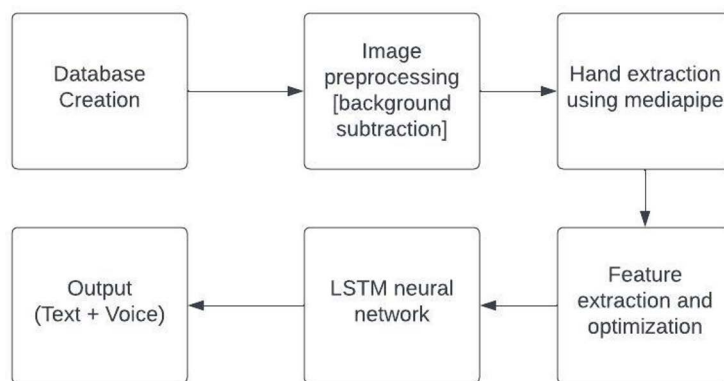 Database
Creation
Image
preprocessing
[background
subtraction]
Hand extraction
using mediapipe
Feature
extraction and
optimization
LSTM neural
network
Output
(Text + Voice)